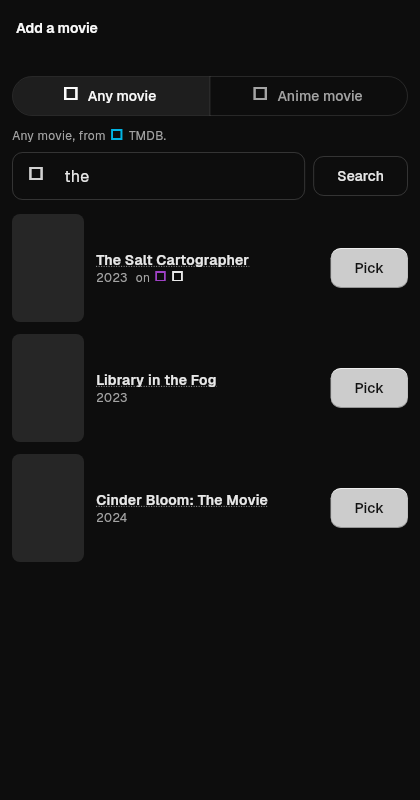 Add a movie
Any movie
Anime movie
Any movie, from TMDB.
the
Search
The Salt Cartographer
2023 on
Pick
Library in the Fog
2023
Pick
Cinder Bloom: The Movie
2024
Pick